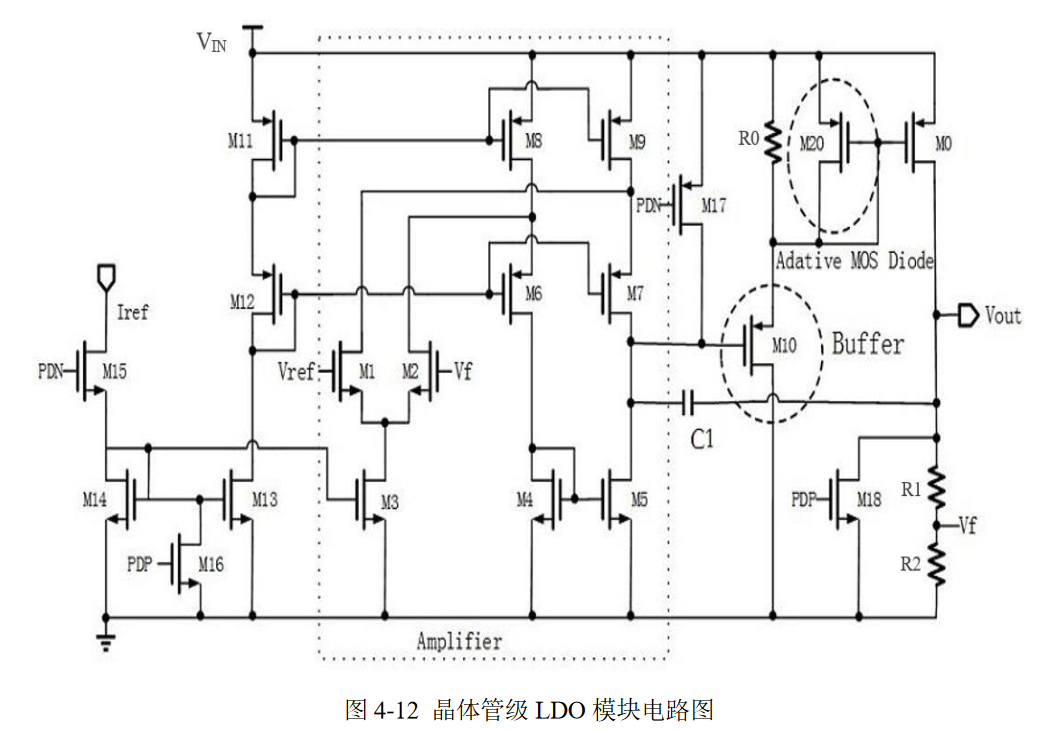 VIN
M11
M8
M9
R0
M20
M0
PDN
M17
Adative MOS Diode
M12
M6
M7
Iref
Vout
M10
Buffer
PDN
M15
Vref
M1
M2
Vf
C1
M14
M13
M3
M4
M5
PDP
M18
R1
Vf
PDP
M16
R2
Amplifier
图 4-12 晶体管级 LDO 模块电路图